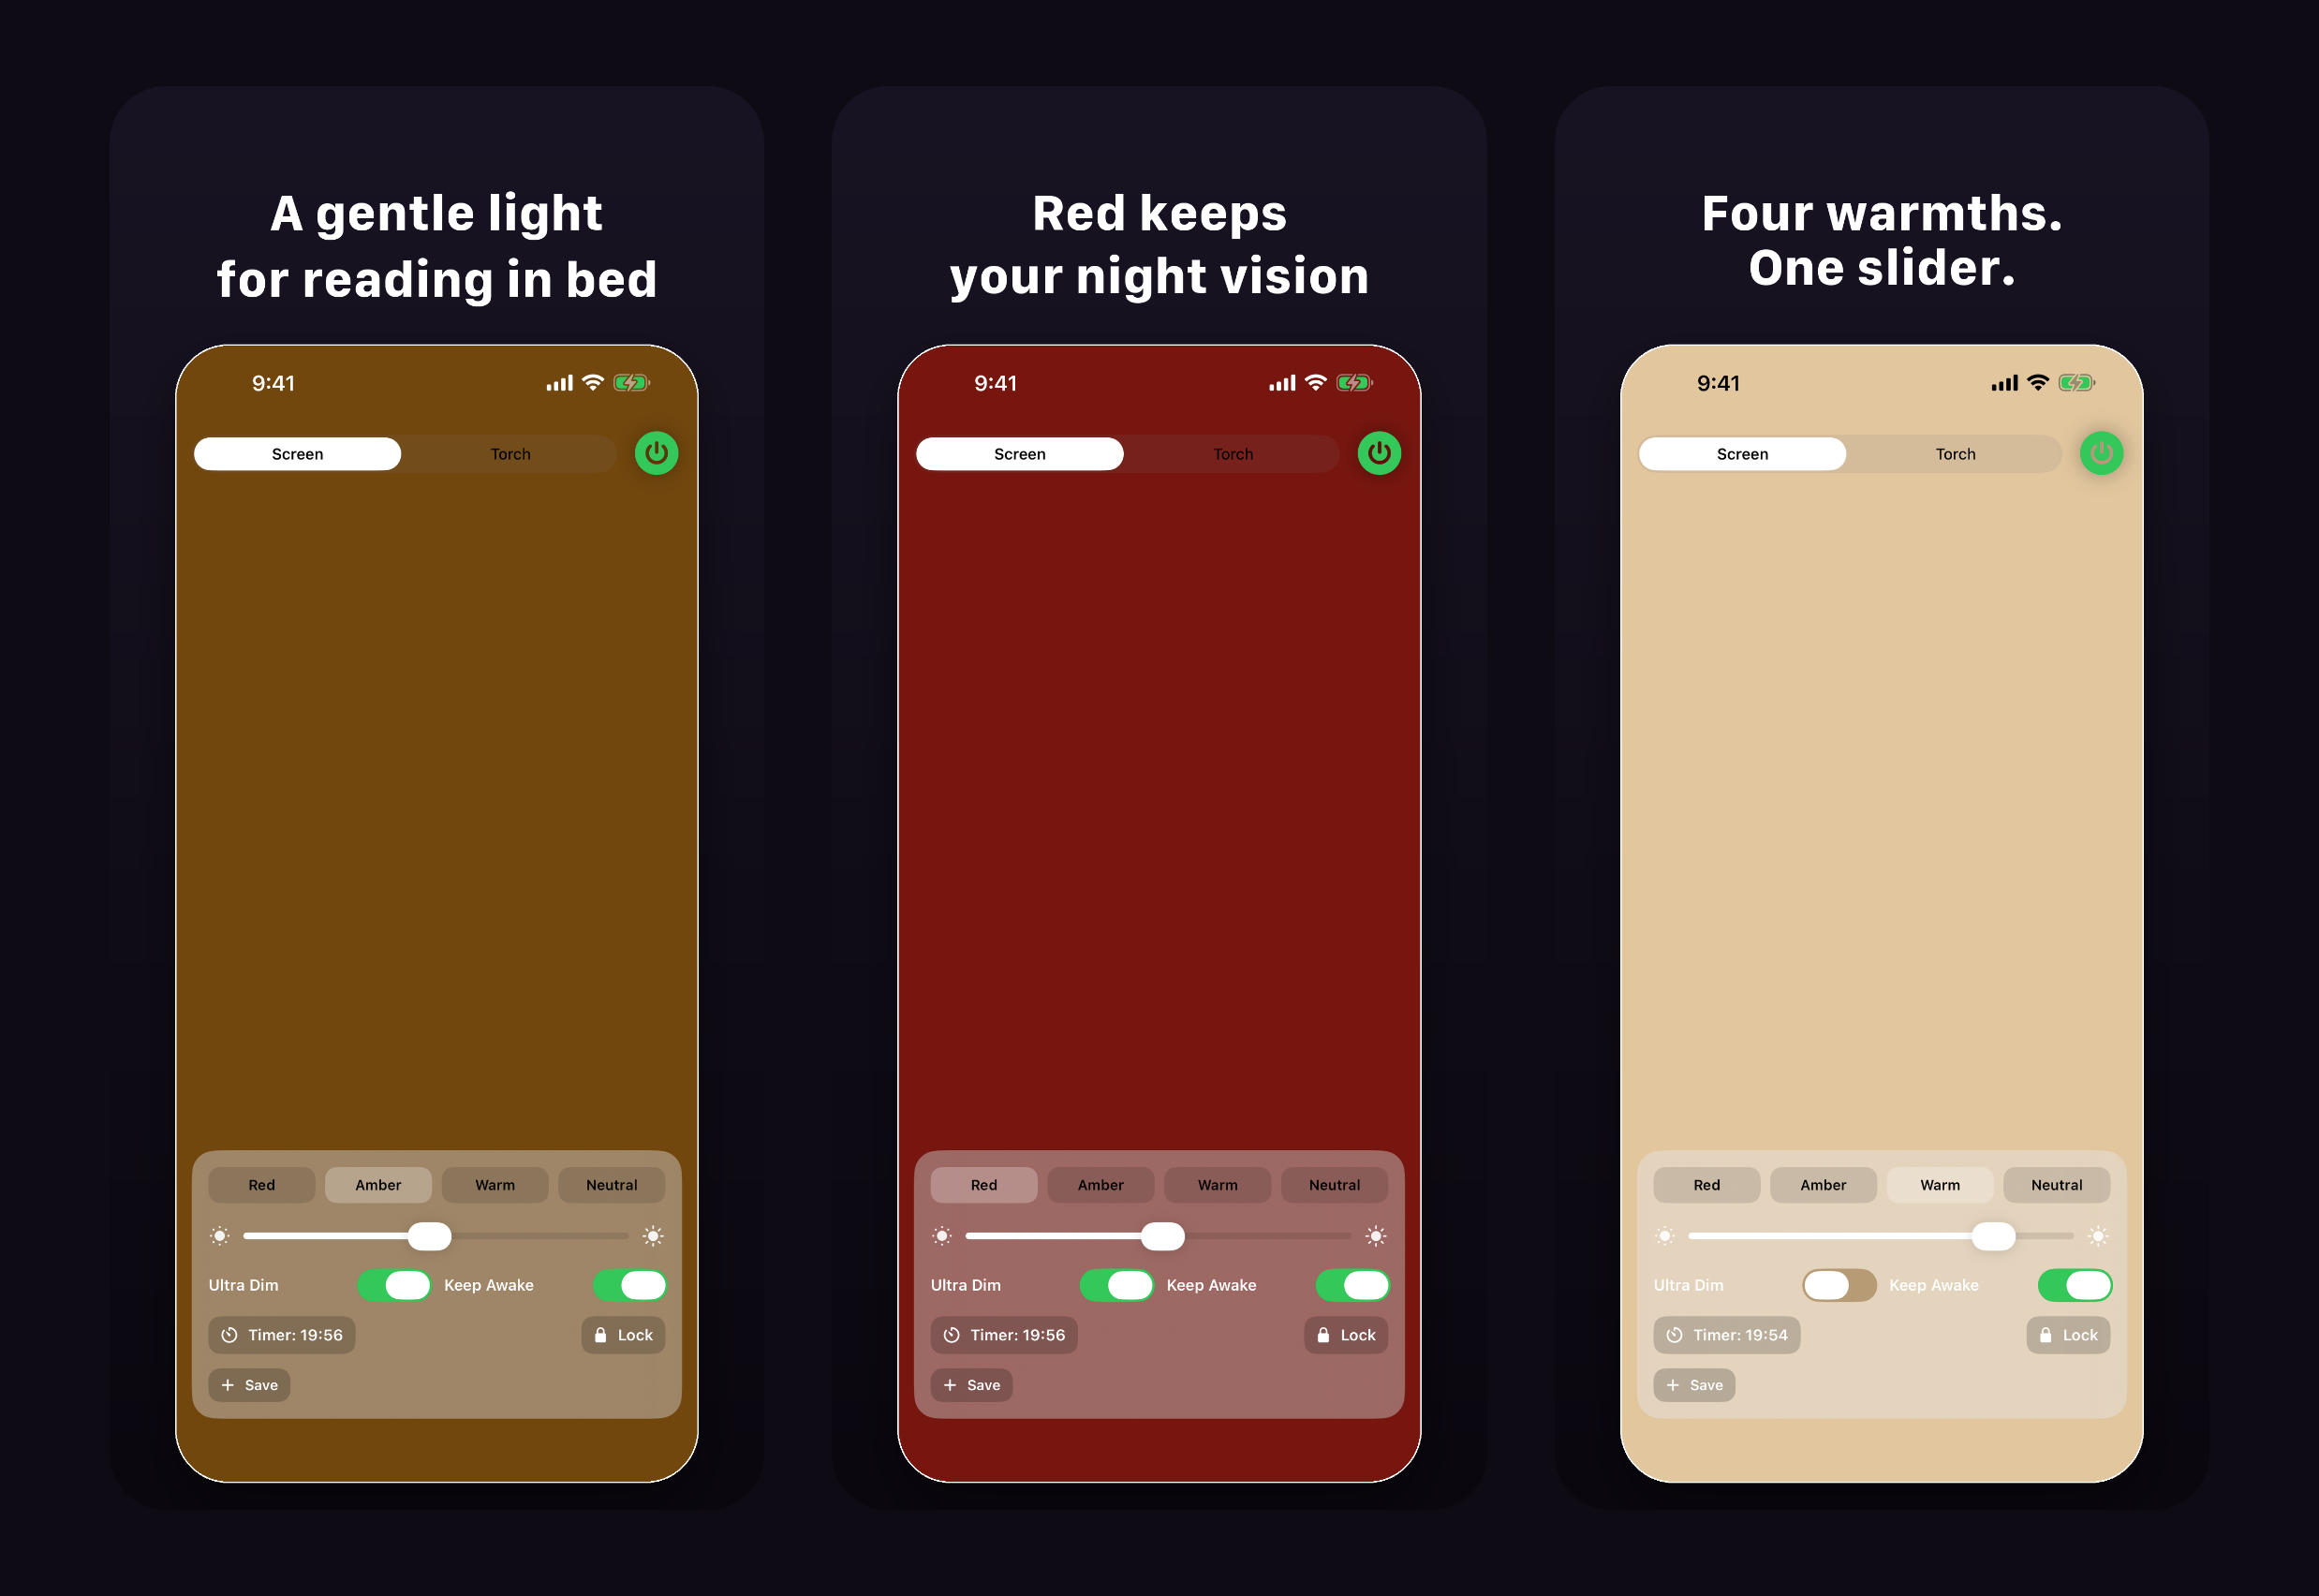 A gentle light
for reading in bed
9:41
Screen
Torch
Red
Amber
Warm
Neutral
Ultra Dim
Keep Awake
Timer: 19:56
Lock
+ Save
Red keeps
your night vision
9:41
Screen
Torch
Red
Amber
Warm
Neutral
Ultra Dim
Keep Awake
Timer: 19:56
Lock
+ Save
Four warmths.
One slider.
9:41
Screen
Torch
Red
Amber
Warm
Neutral
Ultra Dim
Keep Awake
Timer: 19:54
Lock
+ Save